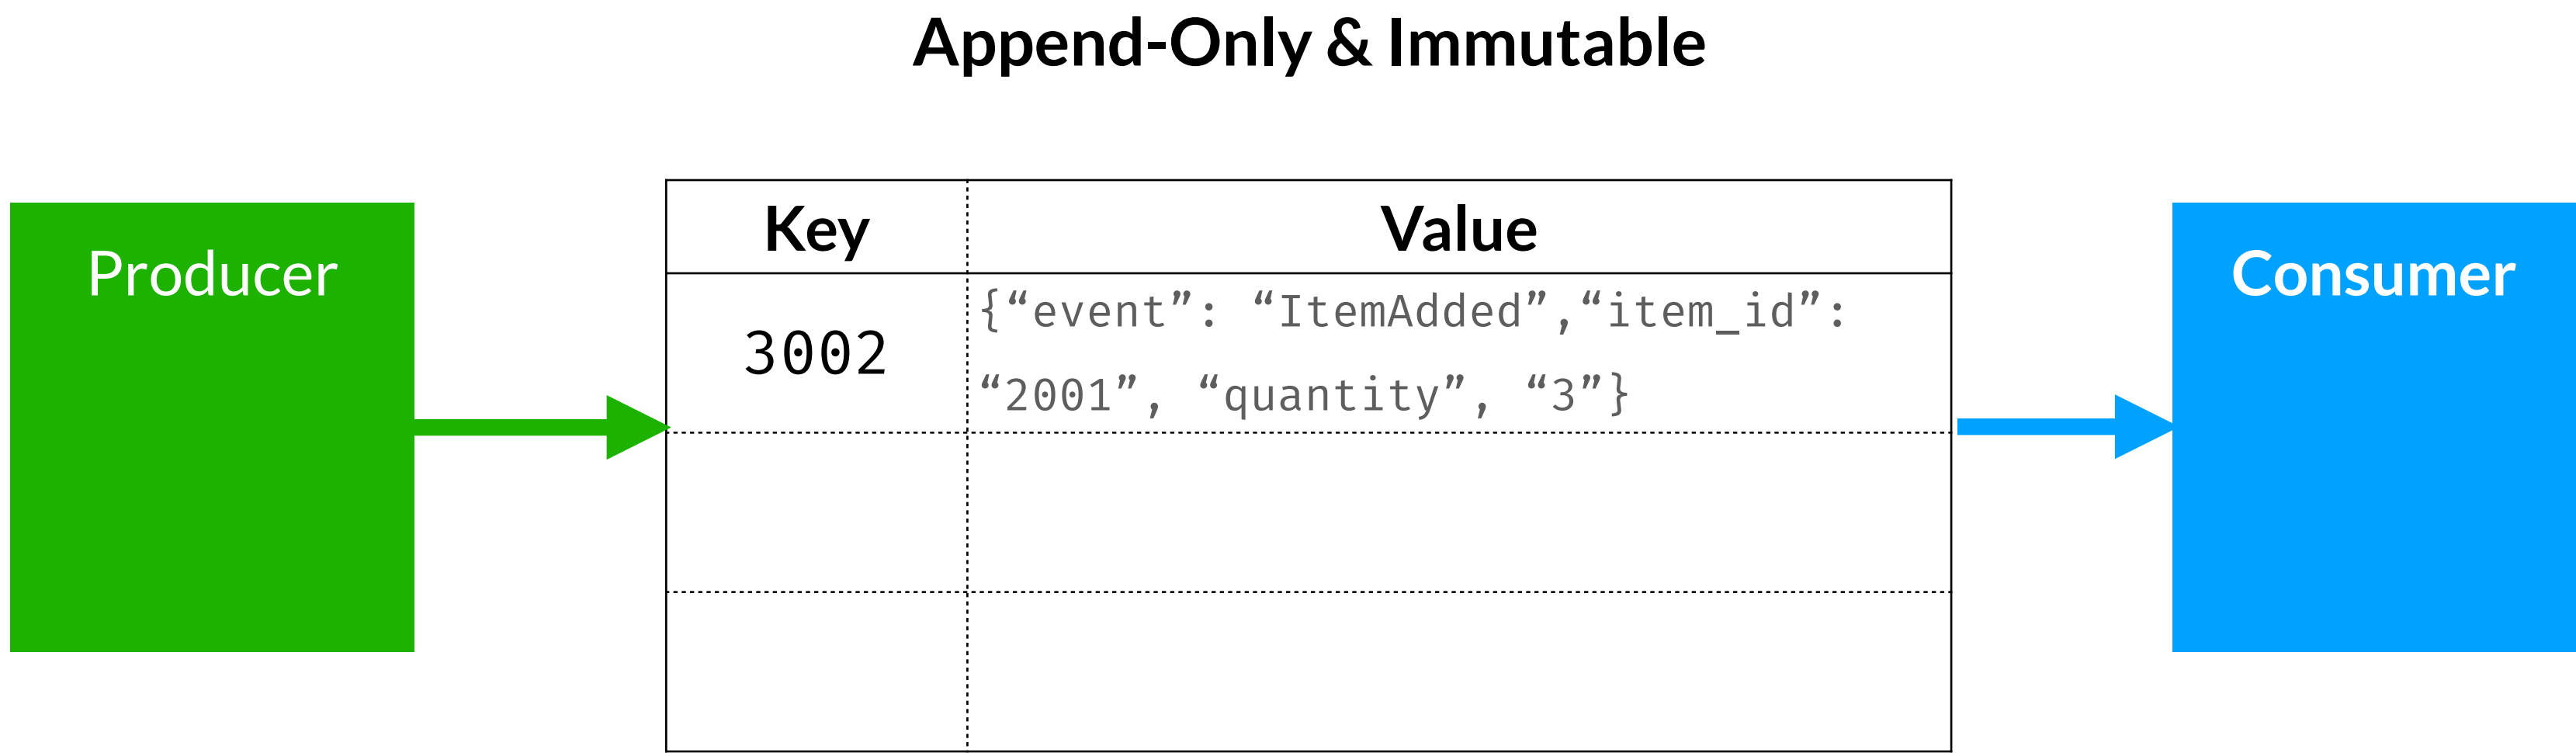 Append-Only & Immutable
Producer
Key
Value
Consumer
3002
{“event”: “ItemAdded”,“item_id”:
“2001”, “quantity”, “3”}